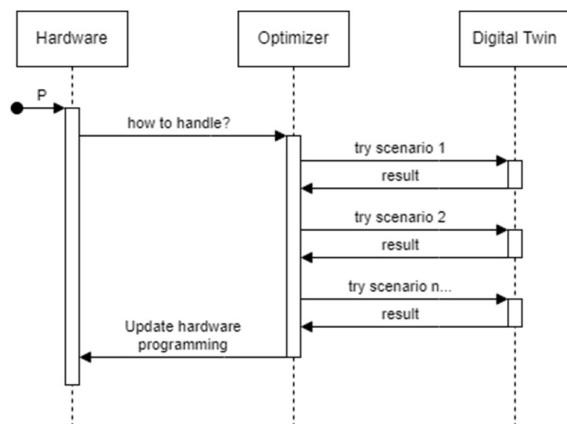 Hardware
Optimizer
Digital Twin
P
how to handle?
try scenario 1
result
try scenario 2
result
try scenario n...
result
Update hardware
programming